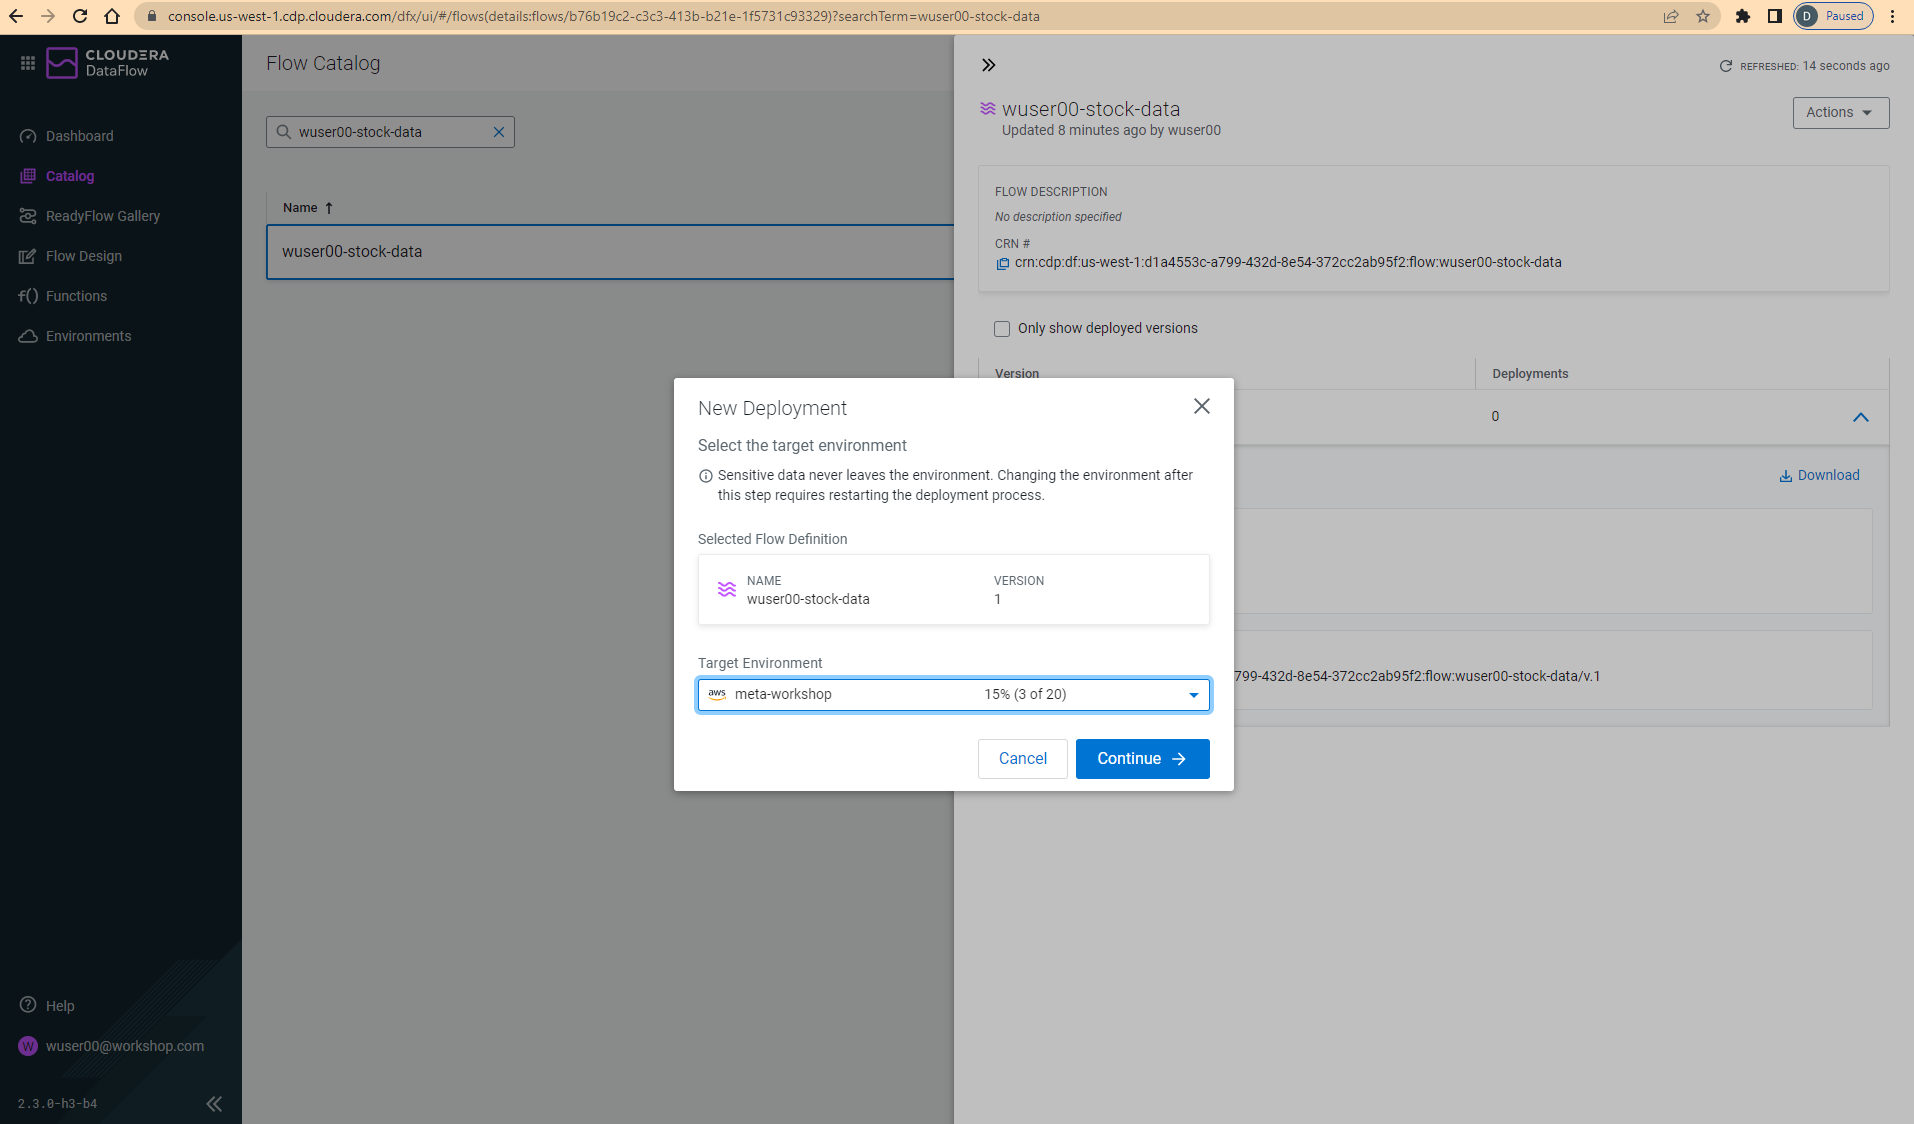 console.us-west-1.cdp.cloudera.com/dfx/ui/#/flows(details:flows/b76b19c2-c3c3-413b-b21e-1f5731c93329)?searchTerm=wuser00-stock-data
D Paused
CLOUDERA
DataFlow
Dashboard
Catalog
ReadyFlow Gallery
Flow Design
f() Functions
Environments
Help
W wuser00@workshop.com
2.3.0-h3-b4
Flow Catalog
wuser00-stock-data
Name
wuser00-stock-data
REFRESHED: 14 seconds ago
wuser00-stock-data
Updated 8 minutes ago by wuser00
Actions
FLOW DESCRIPTION
No description specified
CRN #
crn:cdp:df:us-west-1:d1a4553c-a799-432d-8e54-372cc2ab95f2:flow:wuser00-stock-data
Only show deployed versions
Version Deployments
0
Download
799-432d-8e54-372cc2ab95f2:flow:wuser00-stock-data/v.1
New Deployment
Select the target environment
Sensitive data never leaves the environment. Changing the environment after
this step requires restarting the deployment process.
Selected Flow Definition
NAME VERSION
wuser00-stock-data 1
Target Environment
aws meta-workshop 15% (3 of 20)
Cancel Continue